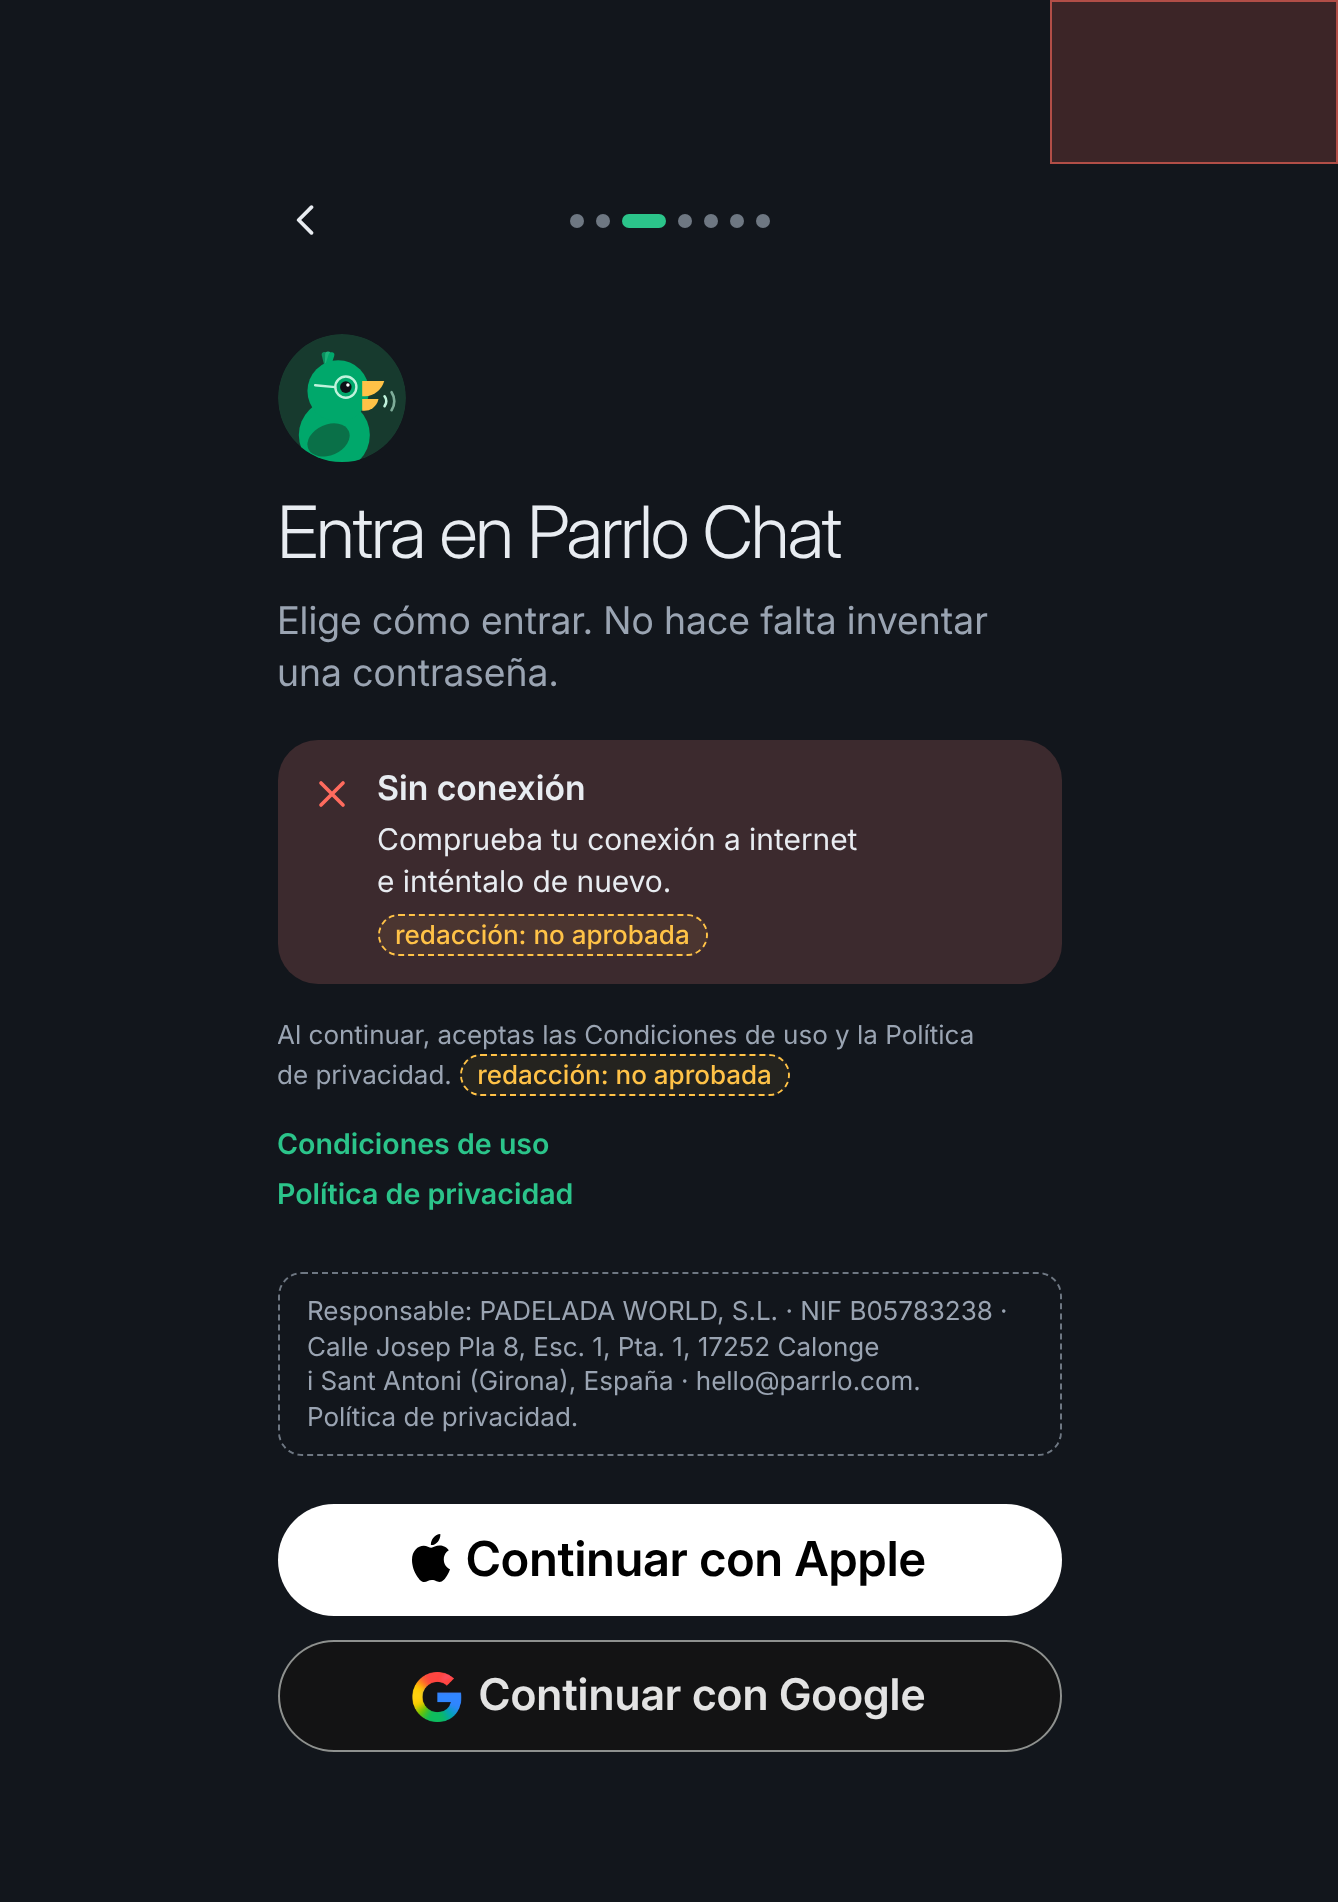 Entra en Parrlo Chat
Elige cómo entrar. No hace falta inventar
una contraseña.
Sin conexión
Comprueba tu conexión a internet
e inténtalo de nuevo.
redacción: no aprobada
Al continuar, aceptas las Condiciones de uso y la Política
de privacidad. redacción: no aprobada
Condiciones de uso
Política de privacidad
Responsable: PADELADA WORLD, S.L. · NIF B05783238 ·
Calle Josep Pla 8, Esc. 1, Pta. 1, 17252 Calonge
i Sant Antoni (Girona), España · hello@parrlo.com.
Política de privacidad.
Continuar con Apple
Continuar con Google